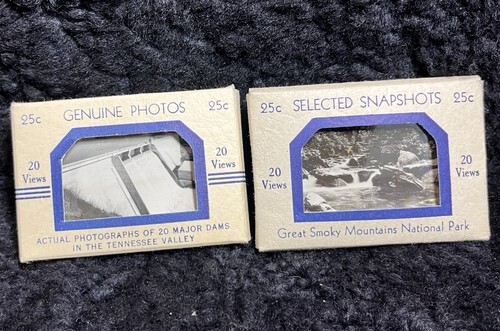 25c GENUINE PHOTOS 25c
20 Views
20 Views
ACTUAL PHOTOGRAPHS OF 20 MAJOR DAMS
IN THE TENNESSEE VALLEY
25c SELECTED SNAPSHOTS 25c
20 Views
20 Views
Great Smoky Mountains National Park